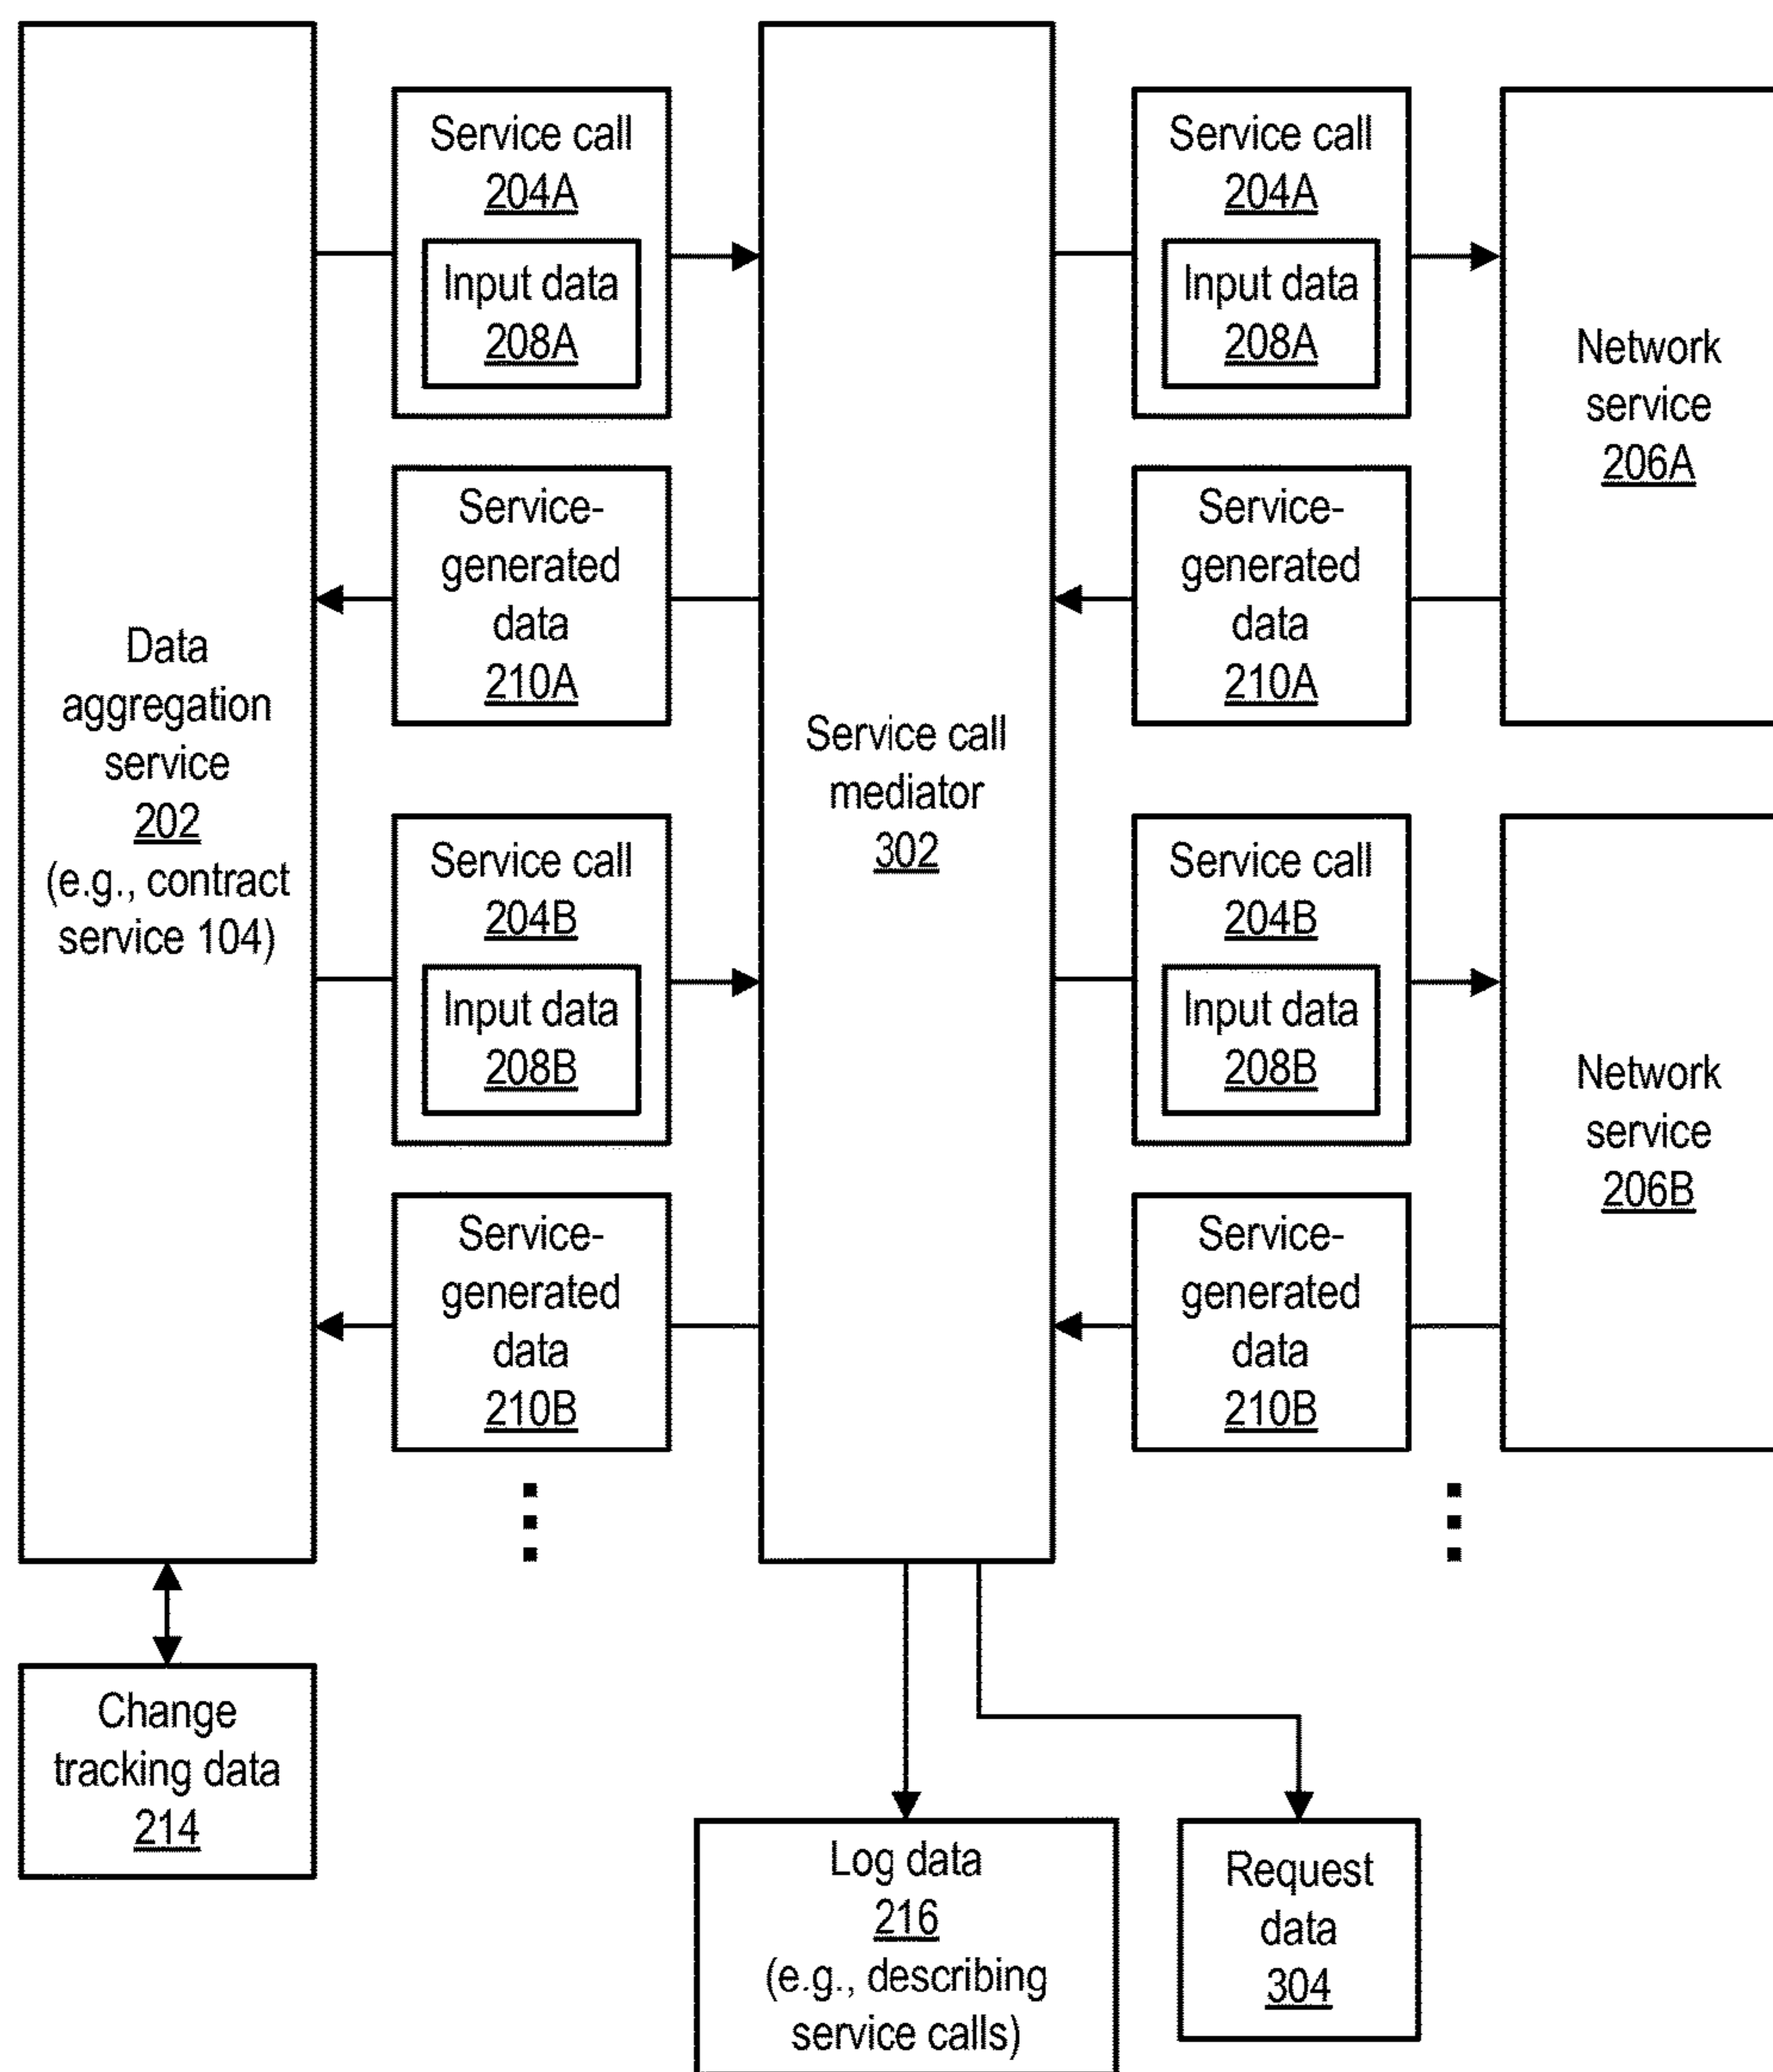 Data
aggregation
service
202
(e.g., contract
service 104)
Service call
204A
Input data
208A
Service-
generated
data
210A
Service call
204B
Input data
208B
Service-
generated
data
210B
Service call
mediator
302
Service call
204A
Input data
208A
Service-
generated
data
210A
Service call
204B
Input data
208B
Service-
generated
data
210B
Network
service
206A
Network
service
206B
Change
tracking data
214
Log data
216
(e.g., describing
service calls)
Request
data
304